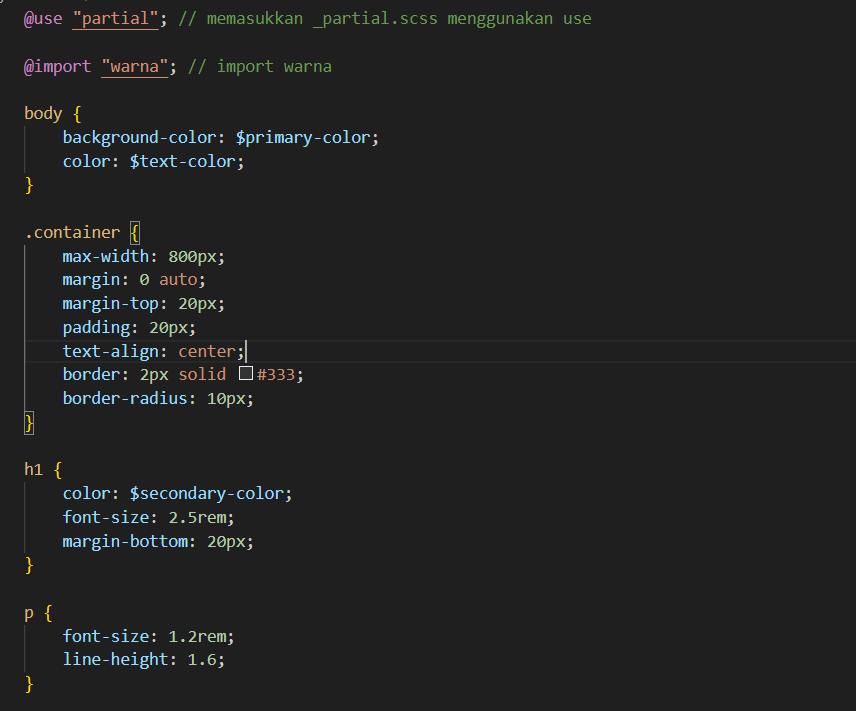 @use "partial"; // memasukkan _partial.scss menggunakan use
@import "warna"; // import warna
body {
    background-color: $primary-color;
    color: $text-color;
}
.container {
    max-width: 800px;
    margin: 0 auto;
    margin-top: 20px;
    padding: 20px;
    text-align: center;
    border: 2px solid #333;
    border-radius: 10px;
}
h1 {
    color: $secondary-color;
    font-size: 2.5rem;
    margin-bottom: 20px;
}
p {
    font-size: 1.2rem;
    line-height: 1.6;
}